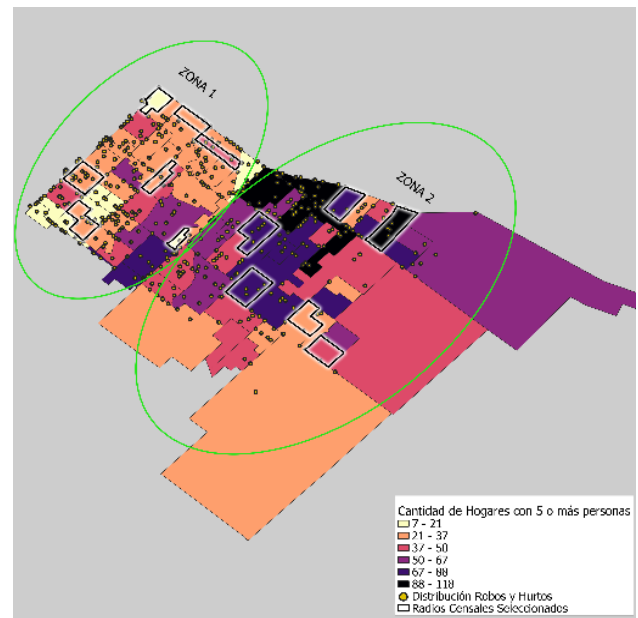 ZONA 1
ZONA 2
Cantidad de Hogares con 5 o más personas
7 - 21
21 - 37
37 - 50
50 - 67
67 - 88
88 - 118
Distribución Robos y Hurtos
Radios Censales Seleccionados